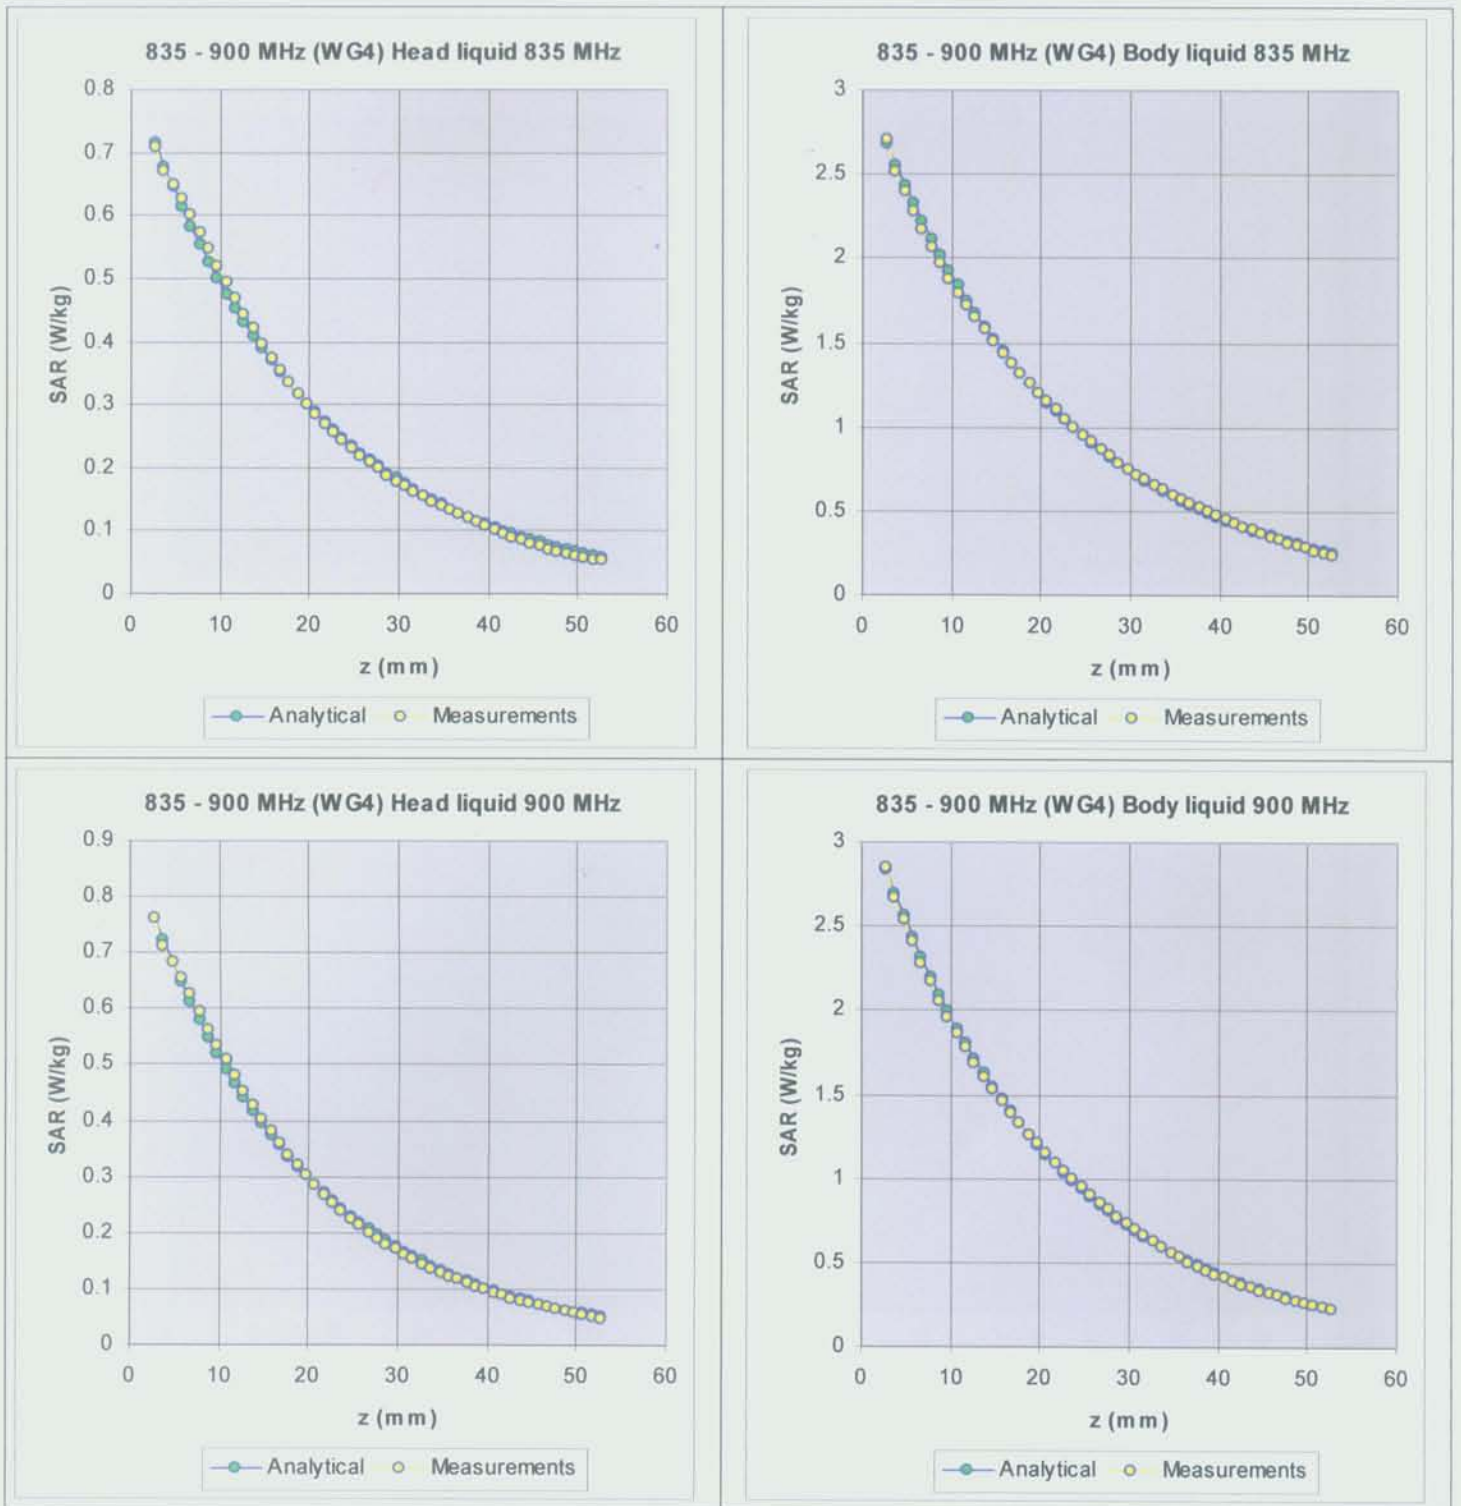 835 - 900 MHz (WG4) Head liquid 835 MHz
0.8
0.7
0.6
0.5
0.4
0.3
0.2
0.1
0
SAR (W/kg)
0 10 20 30 40 50 60
z (mm)
Analytical Measurements
835 - 900 MHz (WG4) Body liquid 835 MHz
3
2.5
2
1.5
1
0.5
0
SAR (W/kg)
0 10 20 30 40 50 60
z (mm)
Analytical Measurements
835 - 900 MHz (WG4) Head liquid 900 MHz
0.9
0.8
0.7
0.6
0.5
0.4
0.3
0.2
0.1
0
SAR (W/kg)
0 10 20 30 40 50 60
z (mm)
Analytical Measurements
835 - 900 MHz (WG4) Body liquid 900 MHz
3
2.5
2
1.5
1
0.5
0
SAR (W/kg)
0 10 20 30 40 50 60
z (mm)
Analytical Measurements